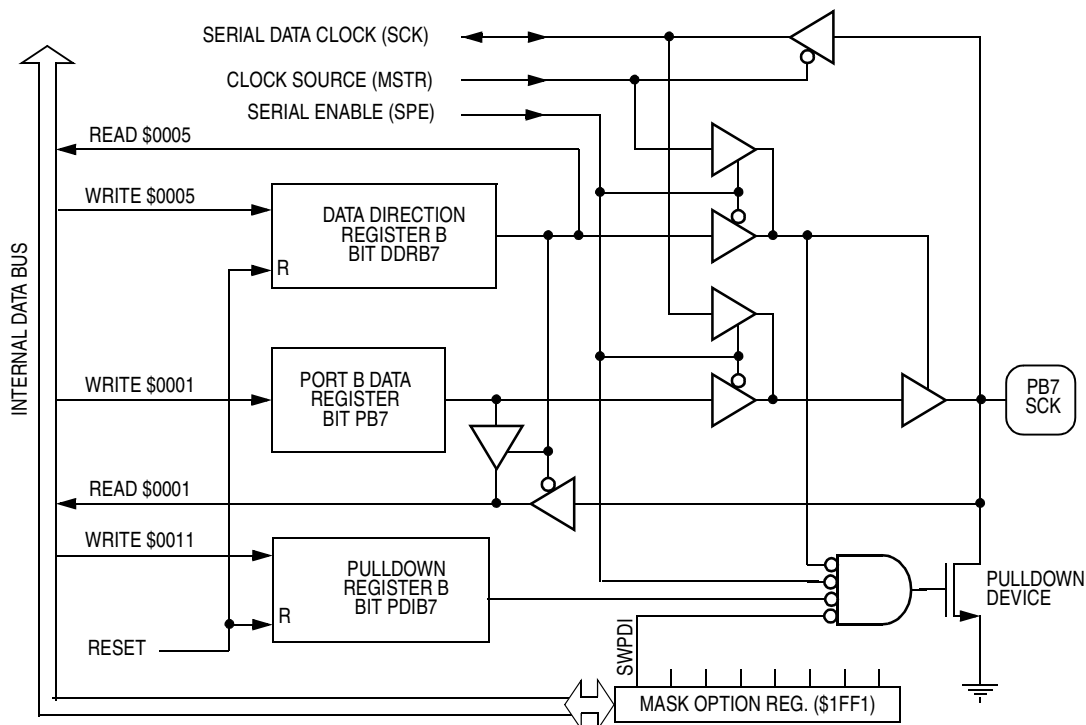 SERIAL DATA CLOCK (SCK)
CLOCK SOURCE (MSTR)
SERIAL ENABLE (SPE)
READ $0005
WRITE $0005
DATA DIRECTION
REGISTER B
BIT DDRB7
R
INTERNAL DATA BUS
WRITE $0001
PORT B DATA
REGISTER
BIT PB7
PB7
SCK
READ $0001
WRITE $0011
PULLDOWN
REGISTER B
BIT PDIB7
R
PULLDOWN
DEVICE
RESET
SWPDI
MASK OPTION REG. ($1FF1)